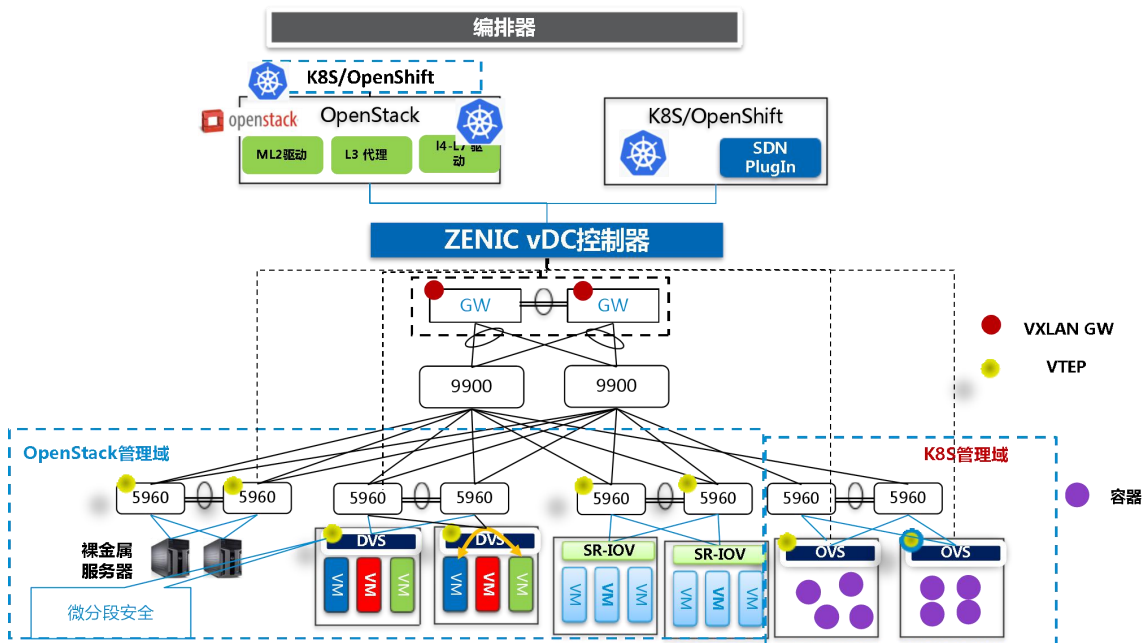 编排器
K8S/OpenShift
openstack
OpenStack
ML2驱动
L3 代理
l4-L7 驱
动
K8S/OpenShift
SDN
PlugIn
ZENIC vDC控制器
GW
GW
VXLAN GW
VTEP
9900
9900
OpenStack管理域
K8S管理域
5960
5960
5960
5960
5960
5960
5960
5960
容器
裸金属
服务器
DVS
DVS
SR-IOV
SR-IOV
OVS
OVS
VM
VM
VM
VM
VM
VM
VM
VM
VM
VM
VM
VM
微分段安全